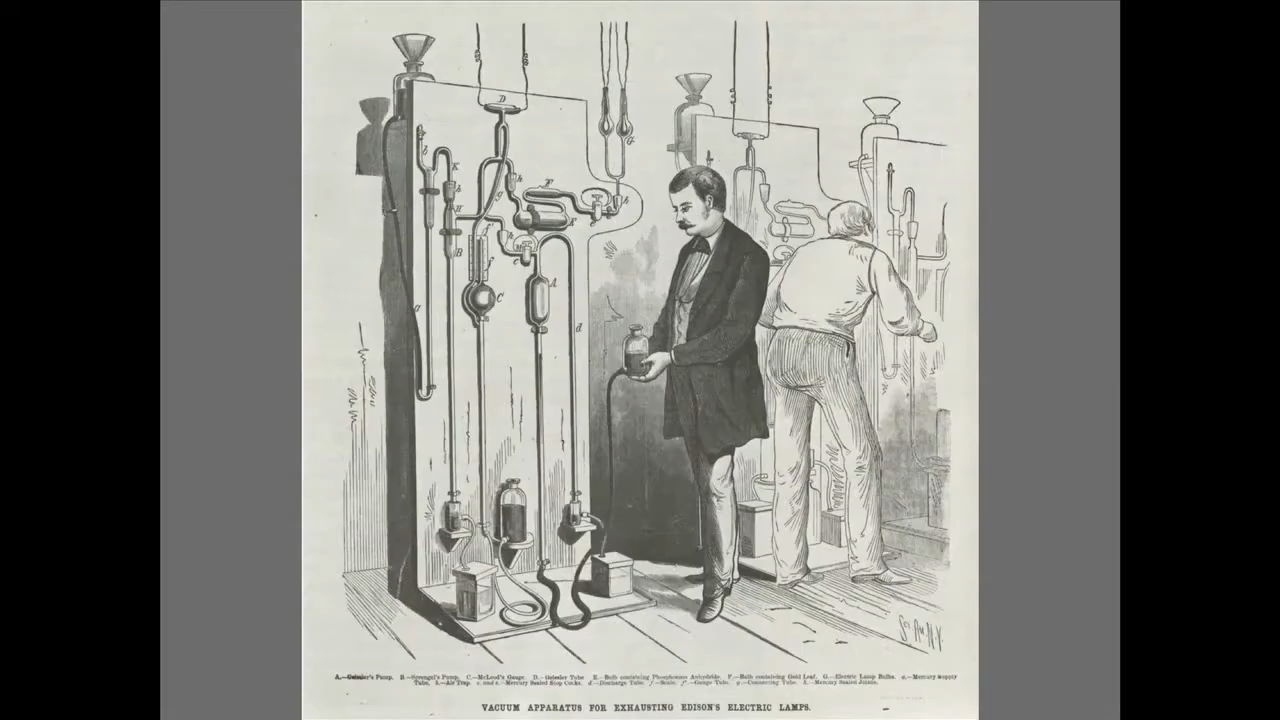 A.—Geissler's Pump. B.—Sprengel's Pump. C.—McLeod's Gauge. D.—Geissler Tube E.—Bulb containing Phosphorous Anhydride. F.—Bulb containing Gold Leaf. G.—Electric Lamp Bulbs. a.—Mercury Supply
Tube. b.—Air Trap. c. and e.—Mercury Sealed Stop Cocks. d.—Discharge Tube. f.—Scale. f'.—Gauge Tube. g.—Connecting Tube. h.—Mercury Sealed Joints.
VACUUM APPARATUS FOR EXHAUSTING EDISON'S ELECTRIC LAMPS.
D
G
b
K
h
h
F
h
H
g
E
h
B
f
C
A
a
d
Sc. Am. N.Y.